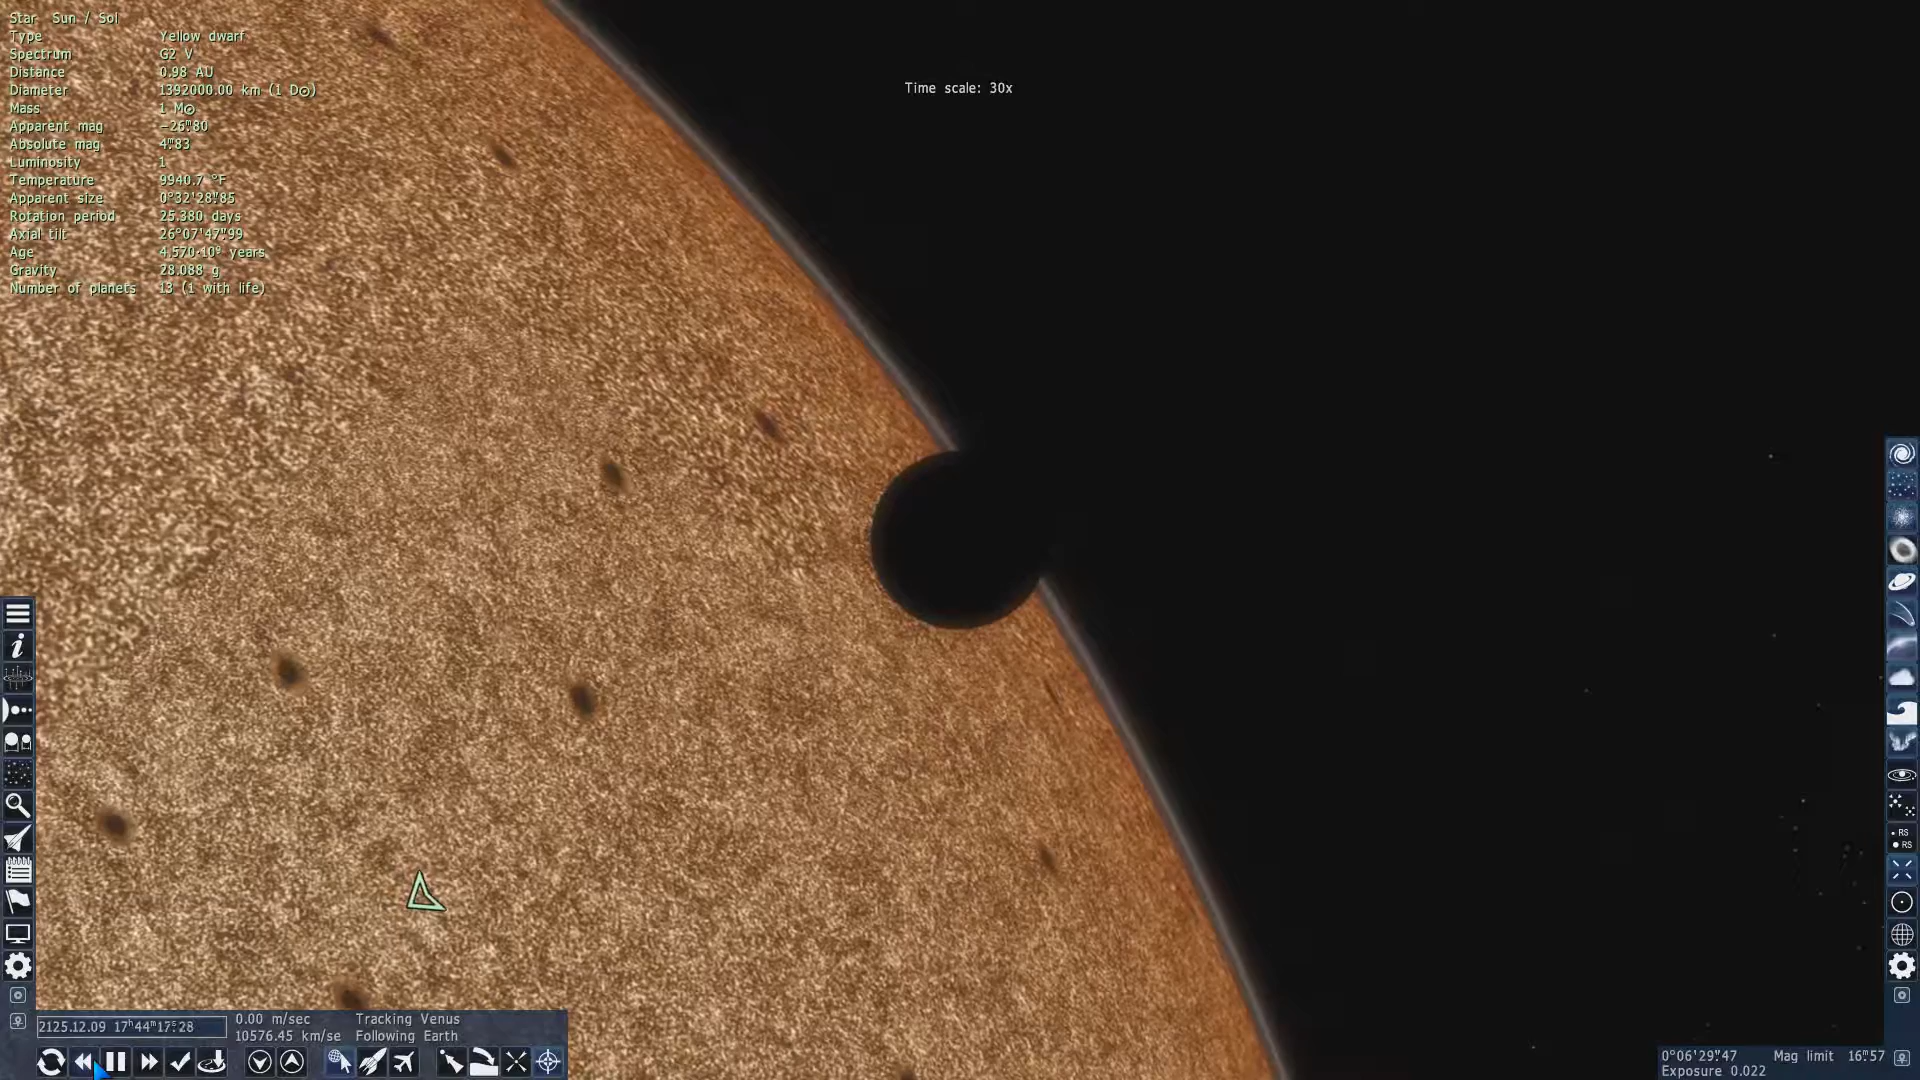 Star Sun / Sol
Type Yellow dwarf
Spectrum G2 V
Distance 0.98 AU
Diameter 1392000.00 km (1 D⊙)
Mass 1 M⊙
Apparent mag −26ᵐ80
Absolute mag 4ᵐ83
Luminosity 1
Temperature 9940.7 °F
Apparent size 0°32'28"85
Rotation period 25.380 days
Axial tilt 26°07'47"99
Age 4.570·10⁹ years
Gravity 28.088 g
Number of planets 13 (1 with life)
Time scale: 30x
RS
RS
2125.12.09 17ʰ44ᵐ17ˢ28
0.00 m/sec Tracking Venus
10576.45 km/se Following Earth
0°06'29"47 Mag limit 16ᵐ57
Exposure 0.022